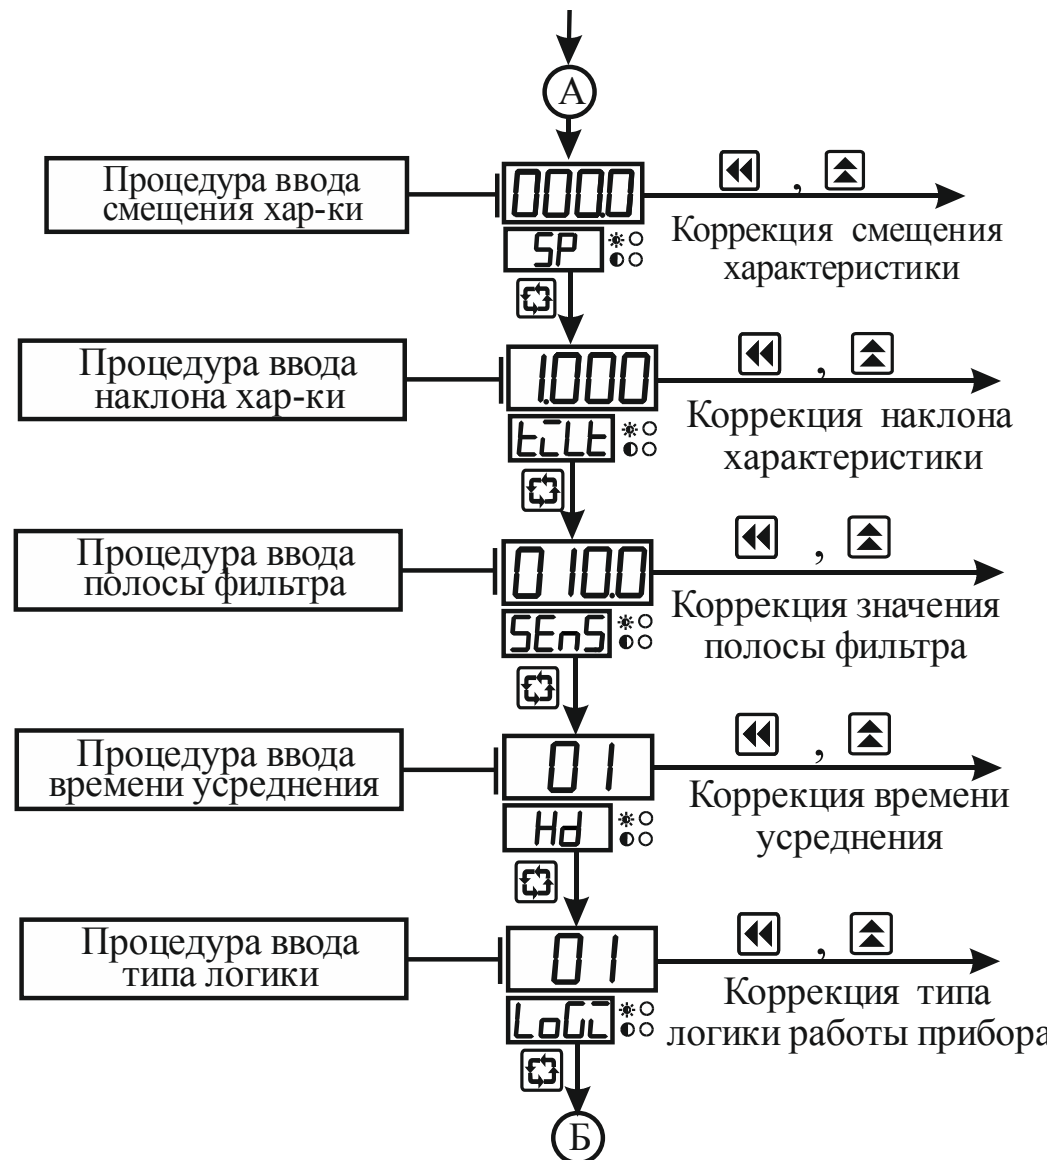 А
Процедура ввода
смещения хар-ки
000.0
,
SP
Коррекция смещения
характеристики
Процедура ввода
наклона хар-ки
1.000
,
tiLt
Коррекция наклона
характеристики
Процедура ввода
полосы фильтра
010.0
,
SEnS
Коррекция значения
полосы фильтра
Процедура ввода
времени усреднения
01
,
Hd
Коррекция времени
усреднения
Процедура ввода
типа логики
01
,
LoGi
Коррекция типа
логики работы прибора
Б